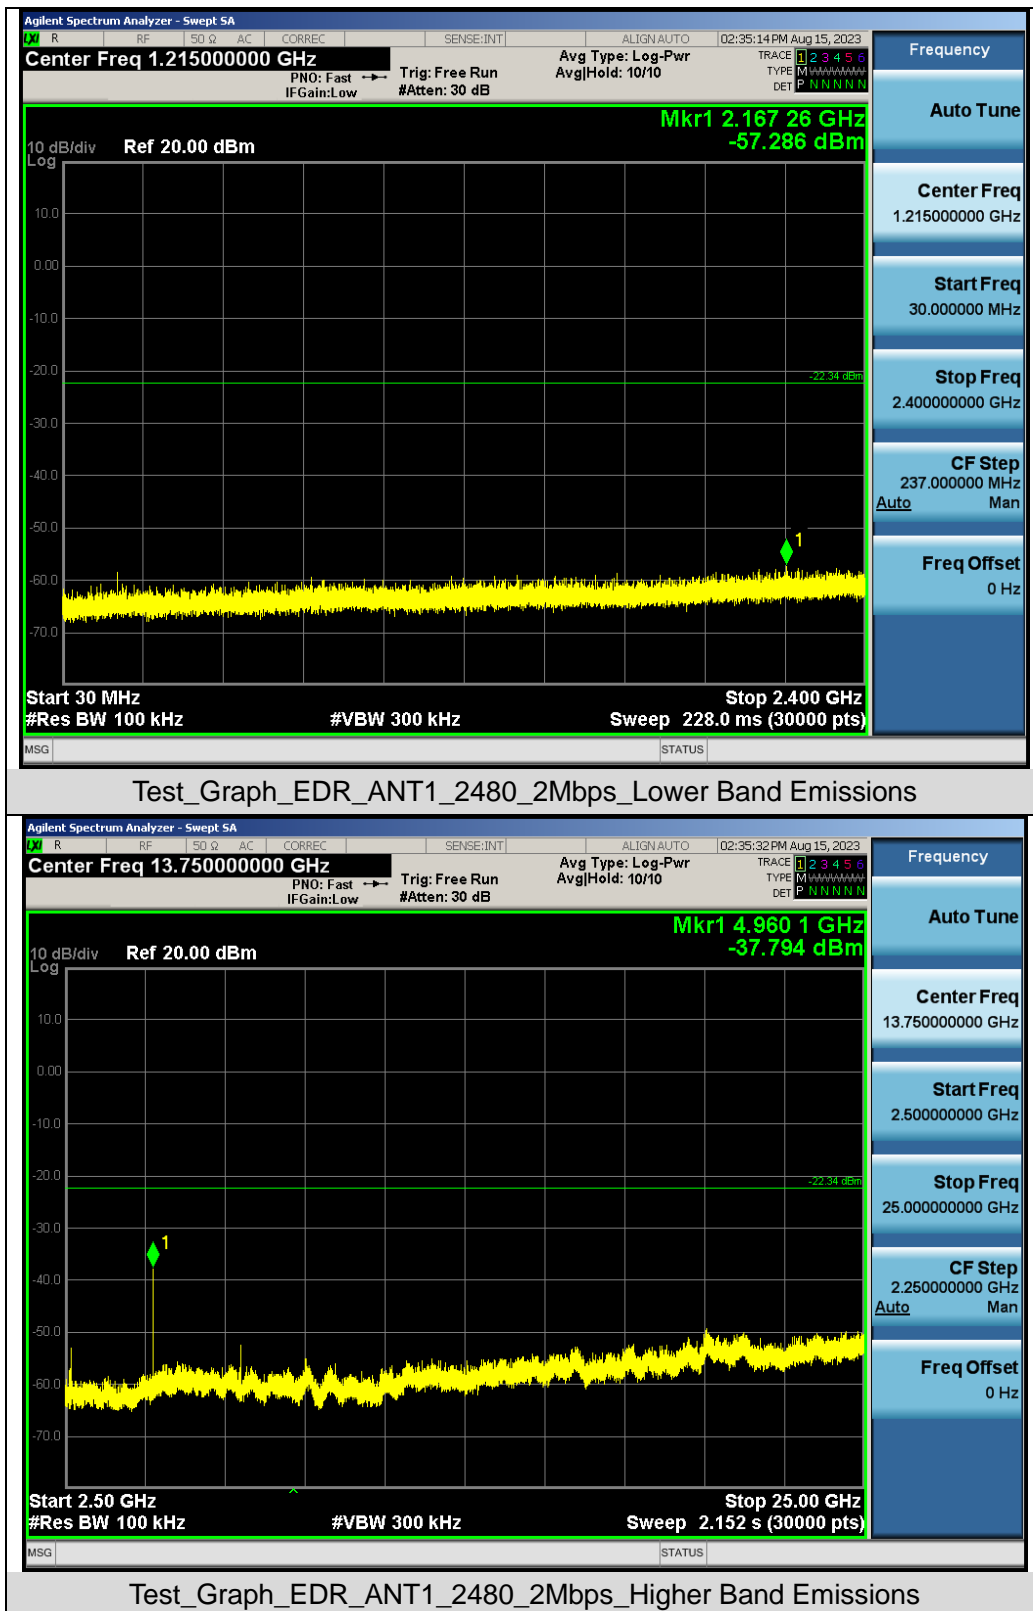 Agilent Spectrum Analyzer - Swept SA
LXI R RF 50 Ω AC CORREC SENSE:INT ALIGN AUTO 02:35:14 PM Aug 15, 2023
Center Freq 1.215000000 GHz
PNO: Fast
IFGain:Low
Trig: Free Run
#Atten: 30 dB
Avg Type: Log-Pwr
Avg|Hold: 10/10
TRACE 1 2 3 4 5 6
TYPE M
DET P N N N N N
Mkr1 2.167 26 GHz
-57.286 dBm
10 dB/div Ref 20.00 dBm
Log
10.0
0.00
-10.0
-20.0
-22.34 dBm
-30.0
-40.0
-50.0
1
-60.0
-70.0
Start 30 MHz Stop 2.400 GHz
#Res BW 100 kHz #VBW 300 kHz Sweep 228.0 ms (30000 pts)
MSG STATUS
Frequency
Auto Tune
Center Freq
1.215000000 GHz
Start Freq
30.000000 MHz
Stop Freq
2.400000000 GHz
CF Step
237.000000 MHz
Auto Man
Freq Offset
0 Hz
Test_Graph_EDR_ANT1_2480_2Mbps_Lower Band Emissions
Agilent Spectrum Analyzer - Swept SA
LXI R RF 50 Ω AC CORREC SENSE:INT ALIGN AUTO 02:35:32 PM Aug 15, 2023
Center Freq 13.750000000 GHz
PNO: Fast
IFGain:Low
Trig: Free Run
#Atten: 30 dB
Avg Type: Log-Pwr
Avg|Hold: 10/10
TRACE 1 2 3 4 5 6
TYPE M
DET P N N N N N
Mkr1 4.960 1 GHz
-37.794 dBm
10 dB/div Ref 20.00 dBm
Log
10.0
0.00
-10.0
-20.0
-22.34 dBm
-30.0
1
-40.0
-50.0
-60.0
-70.0
Start 2.50 GHz Stop 25.00 GHz
#Res BW 100 kHz #VBW 300 kHz Sweep 2.152 s (30000 pts)
MSG STATUS
Frequency
Auto Tune
Center Freq
13.750000000 GHz
Start Freq
2.500000000 GHz
Stop Freq
25.000000000 GHz
CF Step
2.250000000 GHz
Auto Man
Freq Offset
0 Hz
Test_Graph_EDR_ANT1_2480_2Mbps_Higher Band Emissions